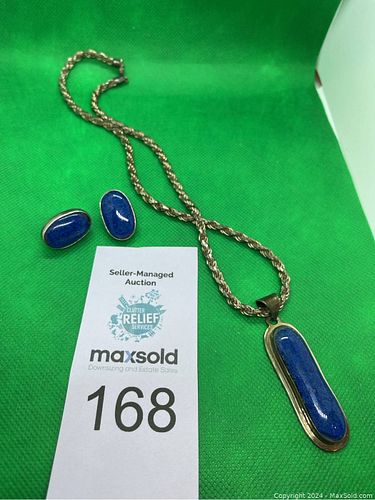 Seller-Managed
Auction
CLUTTER
RELIEF
SERVICES
maxsold
Downsizing and Estate Sales
168
Copyright 2024 - MaxSold.com